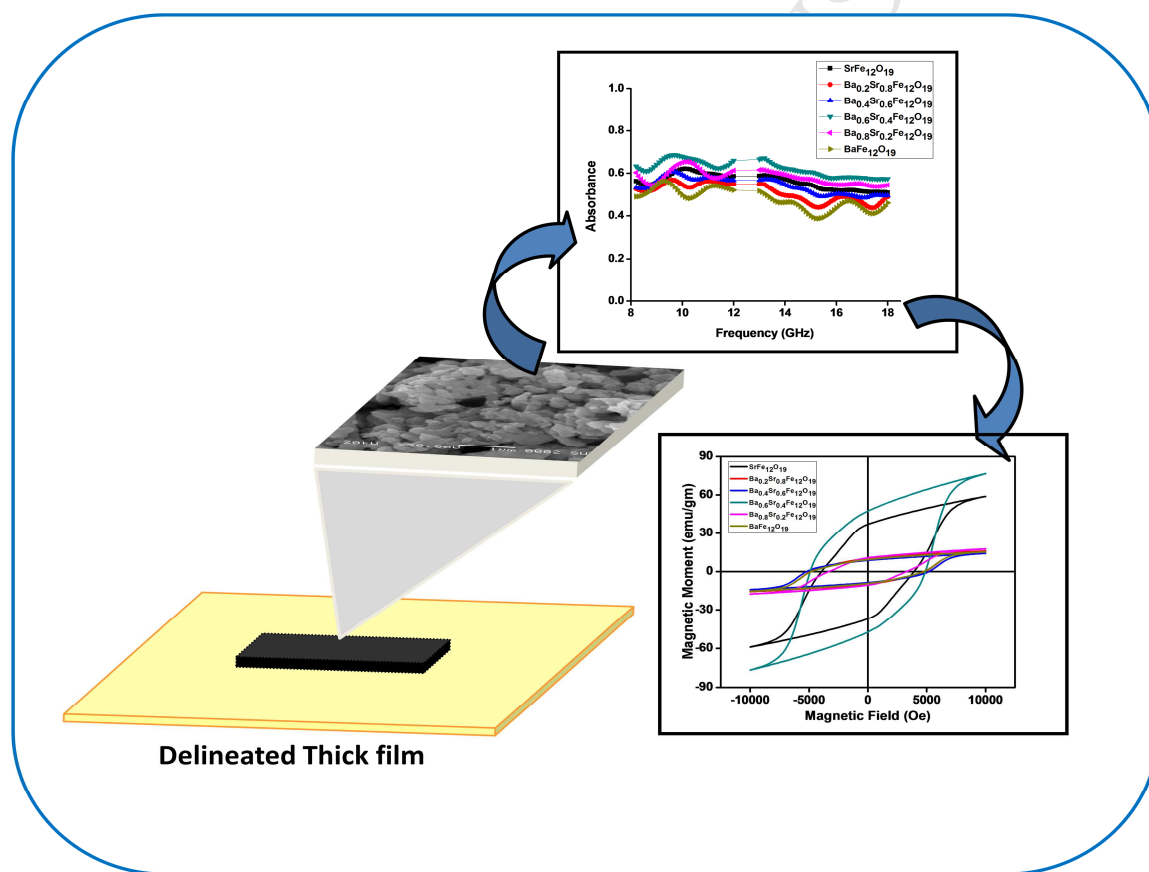 SrFe12O19
Ba0.2Sr0.8Fe12O19
Ba0.4Sr0.6Fe12O19
Ba0.6Sr0.4Fe12O19
Ba0.8Sr0.2Fe12O19
BaFe12O19
1.0
0.8
0.6
0.4
0.2
0.0
Absorbance
8 10 12 14 16 18
Frequency (GHz)
SrFe12O19
Ba0.2Sr0.8Fe12O19
Ba0.4Sr0.6Fe12O19
Ba0.6Sr0.4Fe12O19
Ba0.8Sr0.2Fe12O19
BaFe12O19
90
60
30
0
-30
-60
-90
Magnetic Moment (emu/gm)
-10000 -5000 0 5000 10000
Magnetic Field (Oe)
Delineated Thick film